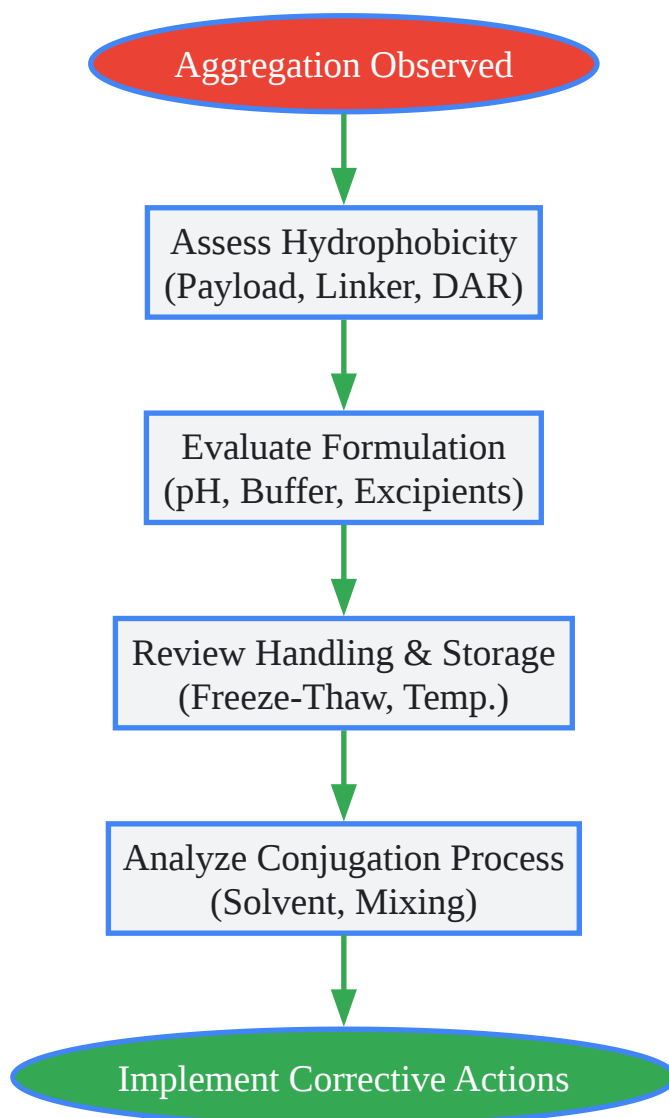 Aggregation Observed
Assess Hydrophobicity
(Payload, Linker, DAR)
Evaluate Formulation
(pH, Buffer, Excipients)
Review Handling & Storage
(Freeze-Thaw, Temp.)
Analyze Conjugation Process
(Solvent, Mixing)
Implement Corrective Actions